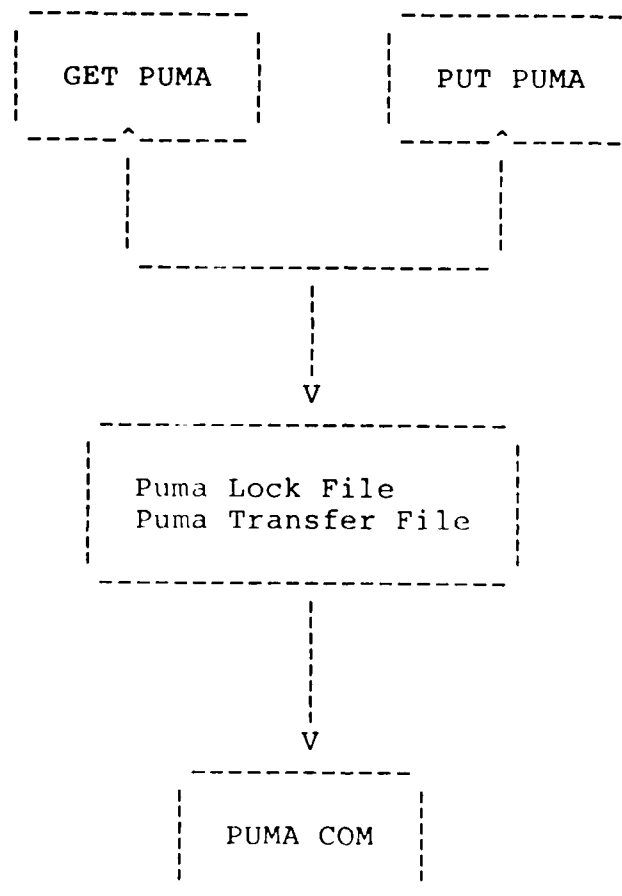 GET PUMA
PUT PUMA
Puma Lock File
Puma Transfer File
PUMA COM